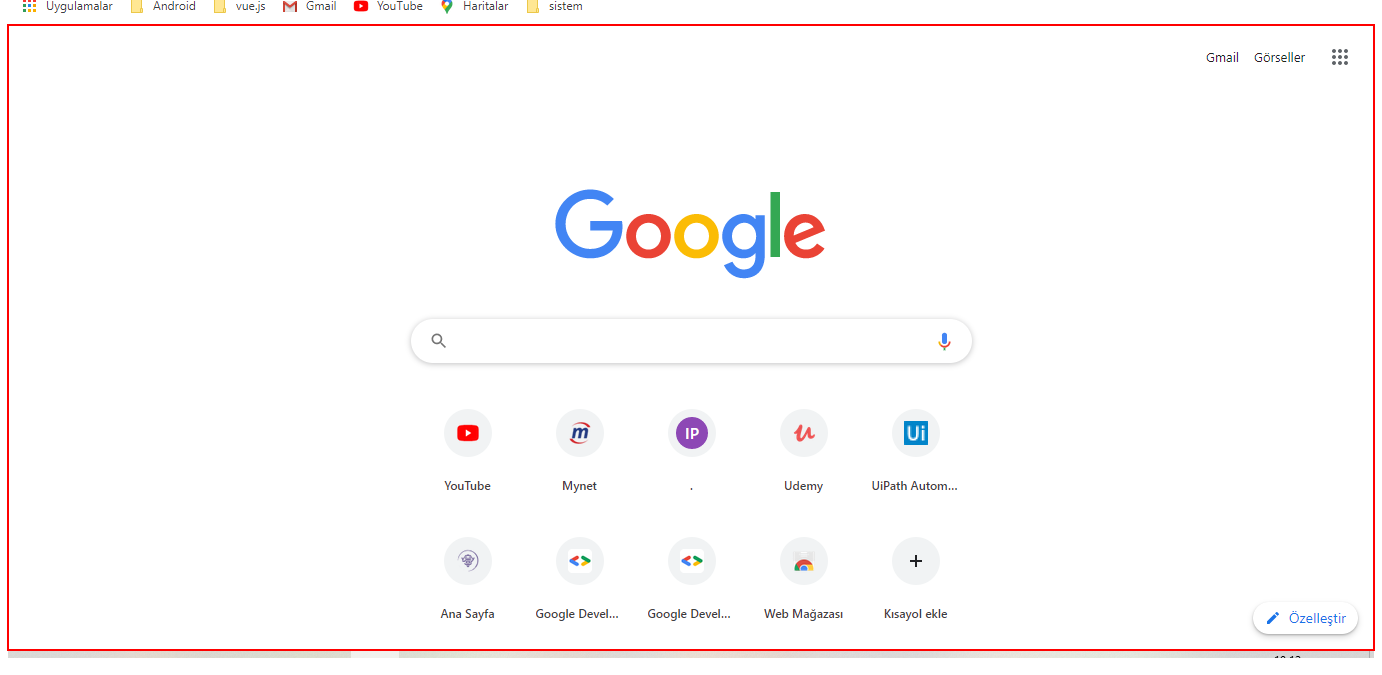 Uygulamalar Android vue.js Gmail YouTube Haritalar sistem
Gmail Görseller
Google
IP Ui
YouTube Mynet . Udemy UiPath Autom...
Ana Sayfa Google Devel... Google Devel... Web Mağazası Kısayol ekle
Özelleştir